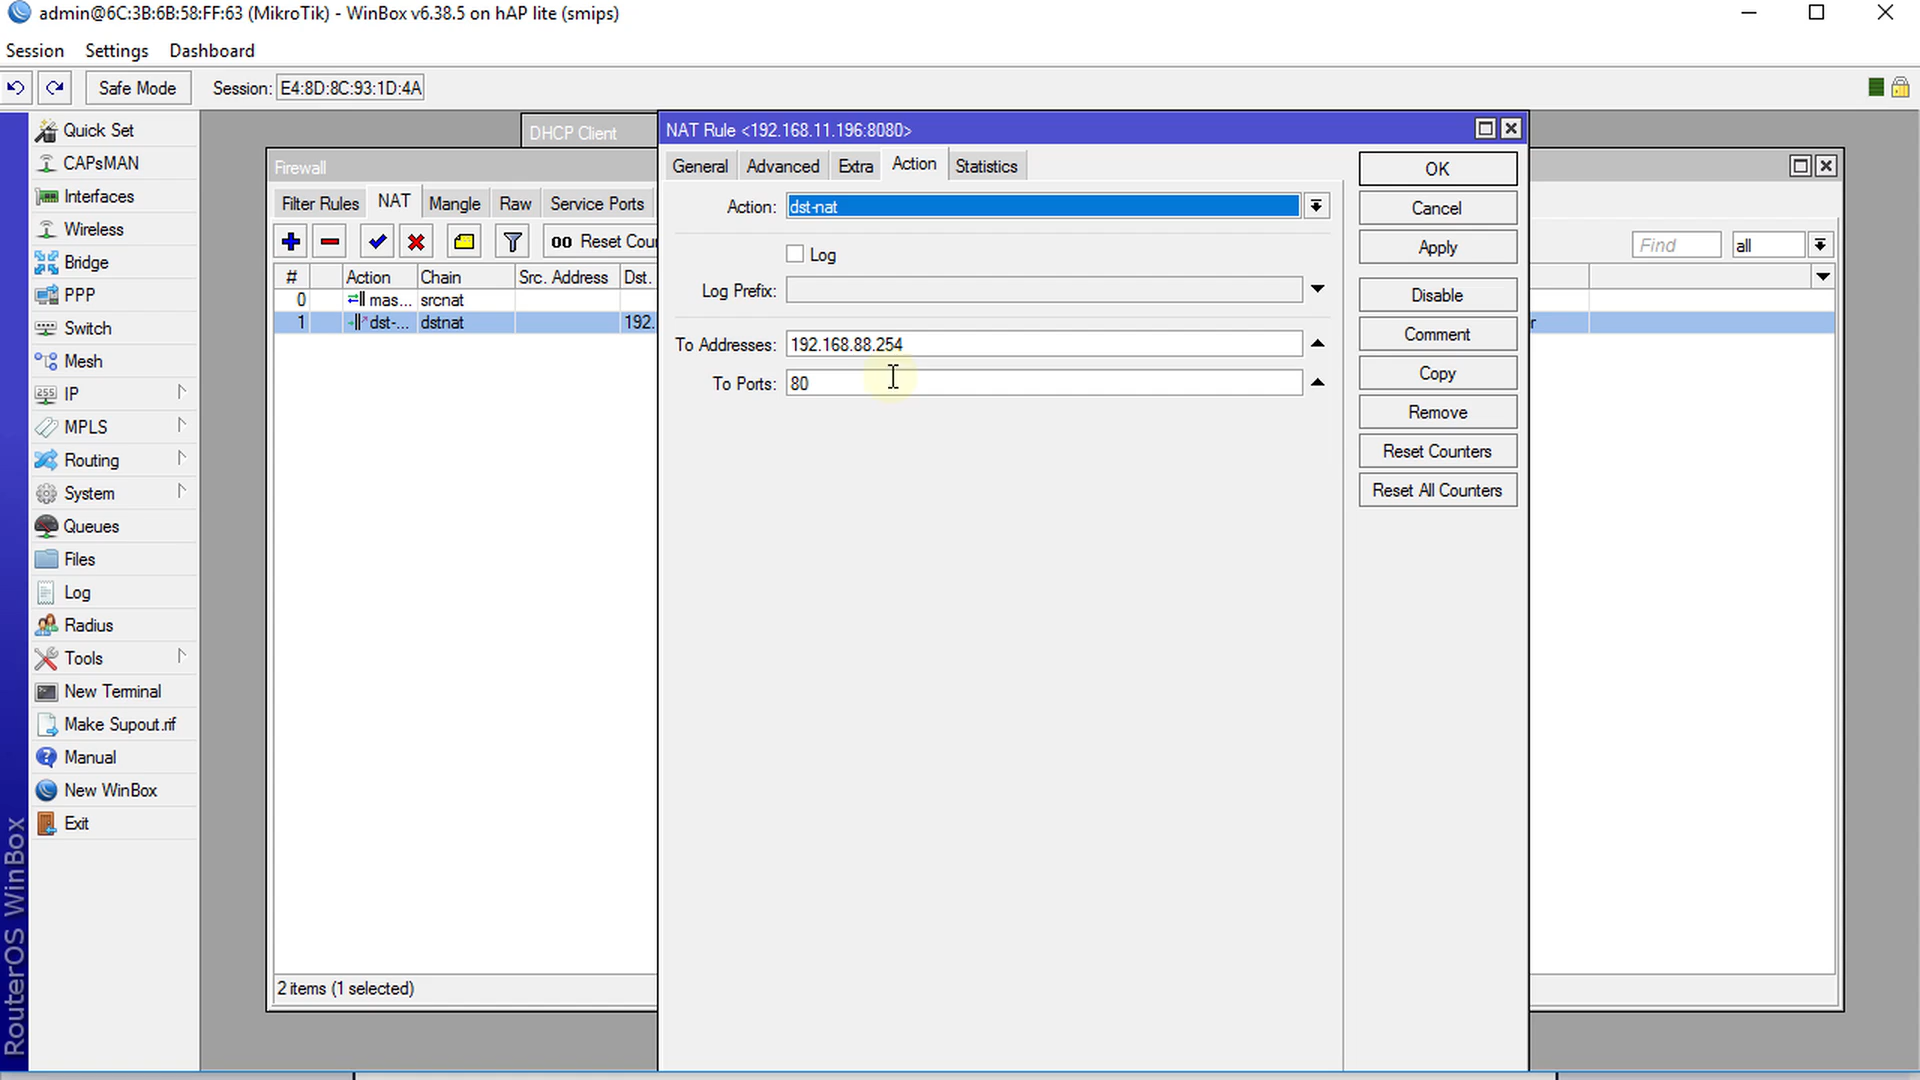 admin@6C:3B:6B:58:FF:63 (MikroTik) - WinBox v6.38.5 on hAP lite (smips)
Session Settings Dashboard
Safe Mode Session: E4:8D:8C:93:1D:4A
Quick Set
CAPsMAN
Interfaces
Wireless
Bridge
PPP
Switch
Mesh
IP
MPLS
Routing
System
Queues
Files
Log
Radius
Tools
New Terminal
Make Supout.rif
Manual
New WinBox
Exit
RouterOS WinBox
DHCP Client
Firewall
Filter Rules NAT Mangle Raw Service Ports
00 Reset Cou
Find all
# Action Chain Src. Address Dst.
0 mas... srcnat
1 dst-... dstnat 192.
2 items (1 selected)
NAT Rule <192.168.11.196:8080>
General Advanced Extra Action Statistics
Action: dst-nat
Log
Log Prefix:
To Addresses: 192.168.88.254
To Ports: 80
OK
Cancel
Apply
Disable
Comment
Copy
Remove
Reset Counters
Reset All Counters